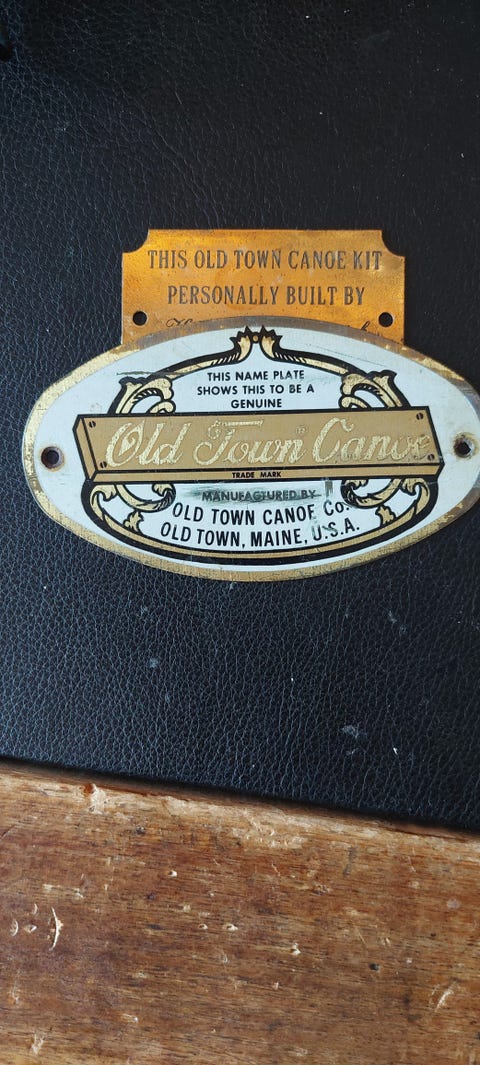 THIS OLD TOWN CANOE KIT
PERSONALLY BUILT BY
THIS NAME PLATE
SHOWS THIS TO BE A
GENUINE
Old Town® Canoe
TRADE MARK
MANUFACTURED BY
OLD TOWN CANOE Co.
OLD TOWN, MAINE, U.S.A.